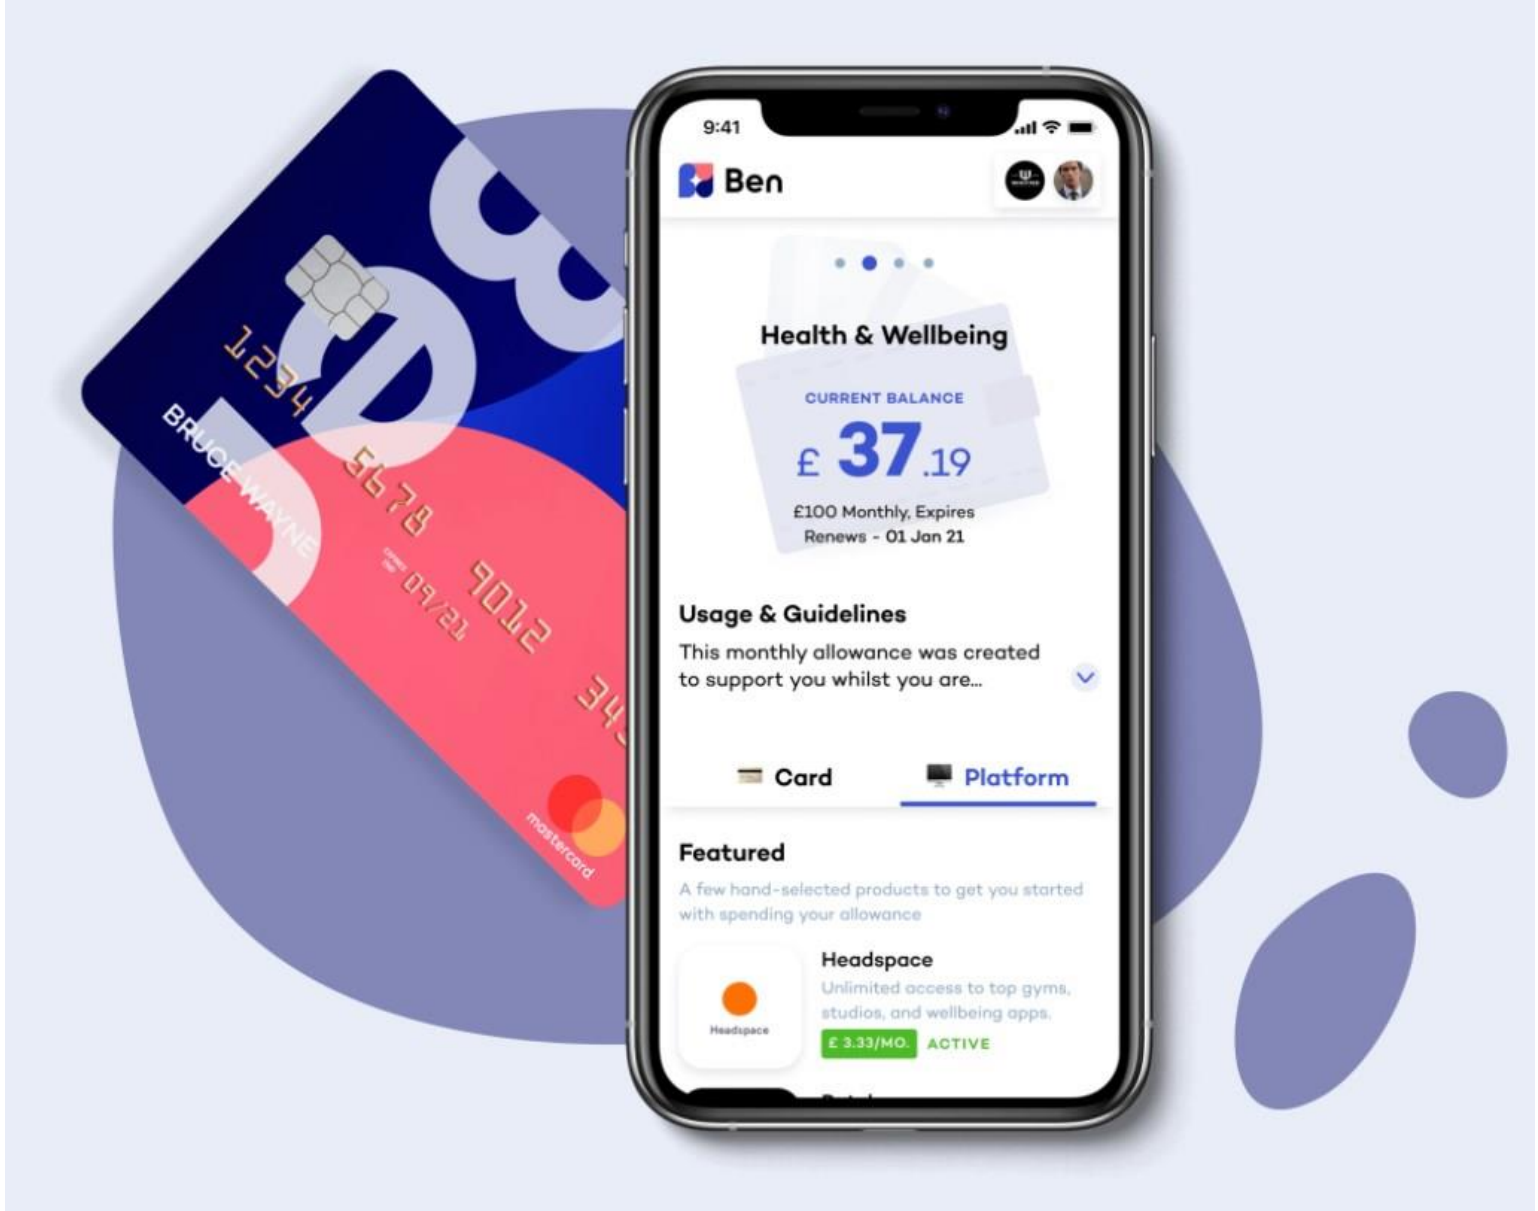 1234 5678 9012
BRUCE WAYNE
09/21
mastercard
9:41
Ben
Health & Wellbeing
CURRENT BALANCE
£ 37.19
£100 Monthly, Expires
Renews - 01 Jan 21
Usage & Guidelines
This monthly allowance was created
to support you whilst you are...
Card
Platform
Featured
A few hand-selected products to get you started
with spending your allowance
Headspace
Headspace
Unlimited access to top gyms,
studios, and wellbeing apps.
£ 3.33/MO. ACTIVE